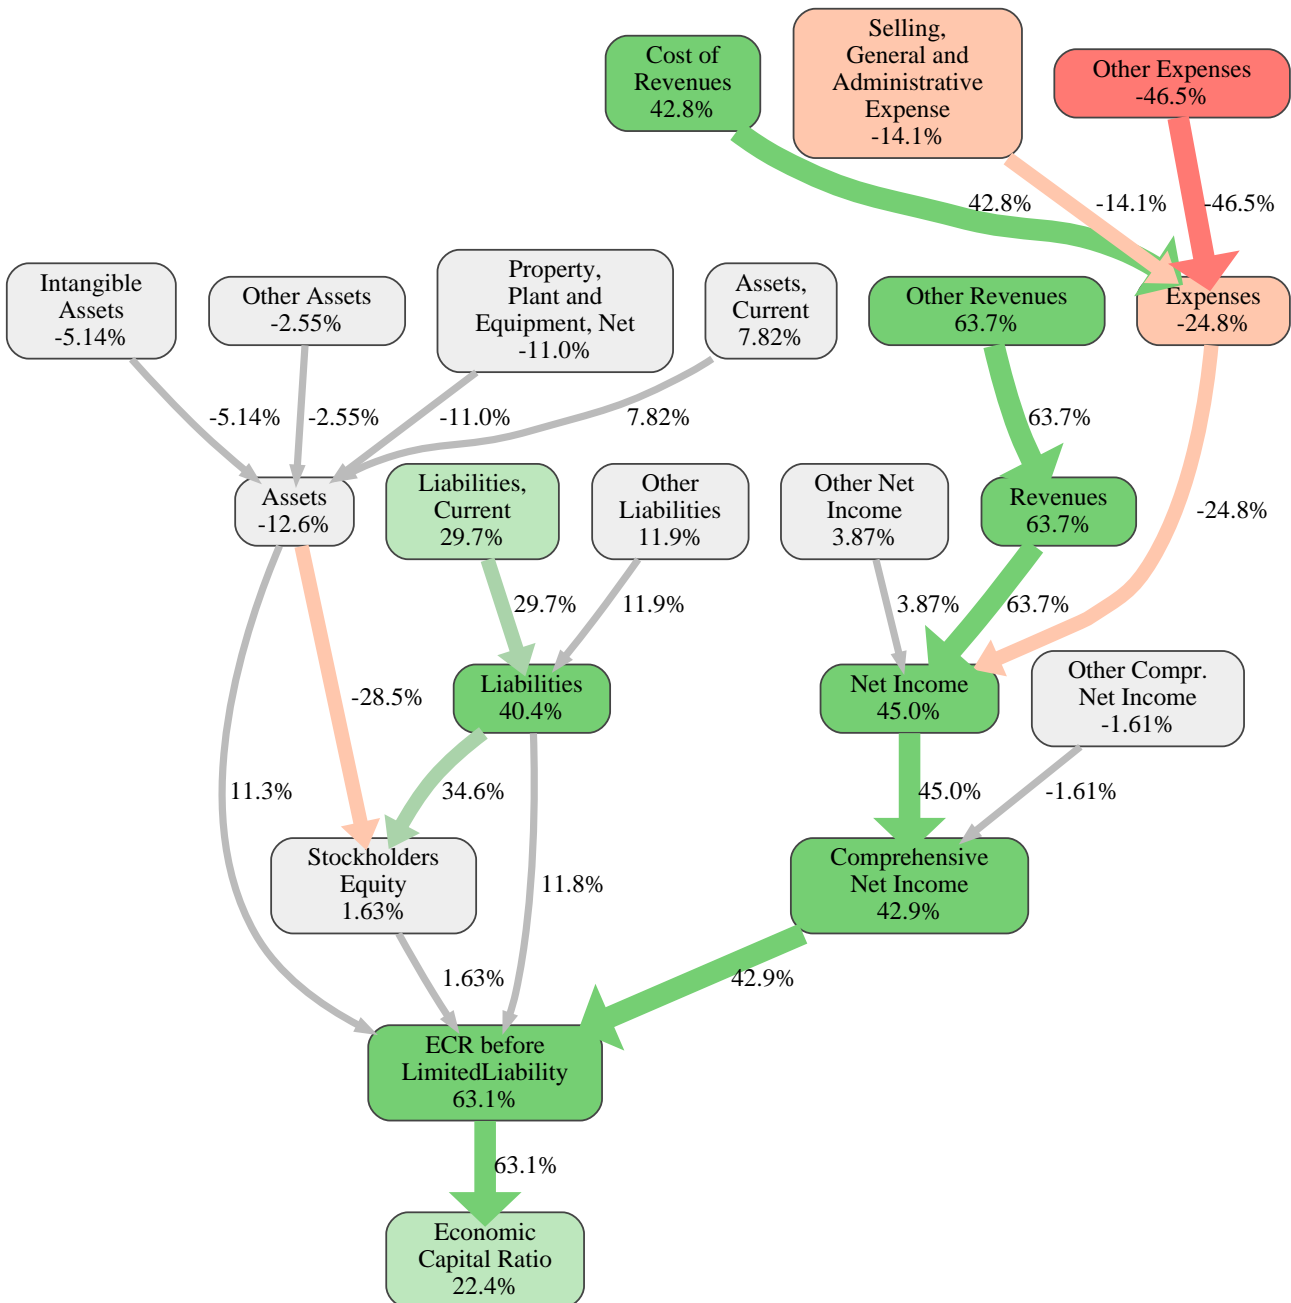 Cost of
Revenues
42.8%
Selling,
General and
Administrative
Expense
-14.1%
Other Expenses
-46.5%
42.8%
-14.1%
-46.5%
Intangible
Assets
-5.14%
Other Assets
-2.55%
Property,
Plant and
Equipment, Net
-11.0%
Assets,
Current
7.82%
Other Revenues
63.7%
Expenses
-24.8%
-5.14%
-2.55%
-11.0%
7.82%
63.7%
Assets
-12.6%
Liabilities,
Current
29.7%
Other
Liabilities
11.9%
Other Net
Income
3.87%
Revenues
63.7%
-24.8%
29.7%
11.9%
3.87%
63.7%
-28.5%
Liabilities
40.4%
Net Income
45.0%
Other Compr.
Net Income
-1.61%
11.3%
34.6%
45.0%
-1.61%
Stockholders
Equity
1.63%
11.8%
Comprehensive
Net Income
42.9%
1.63%
42.9%
ECR before
LimitedLiability
63.1%
63.1%
Economic
Capital Ratio
22.4%